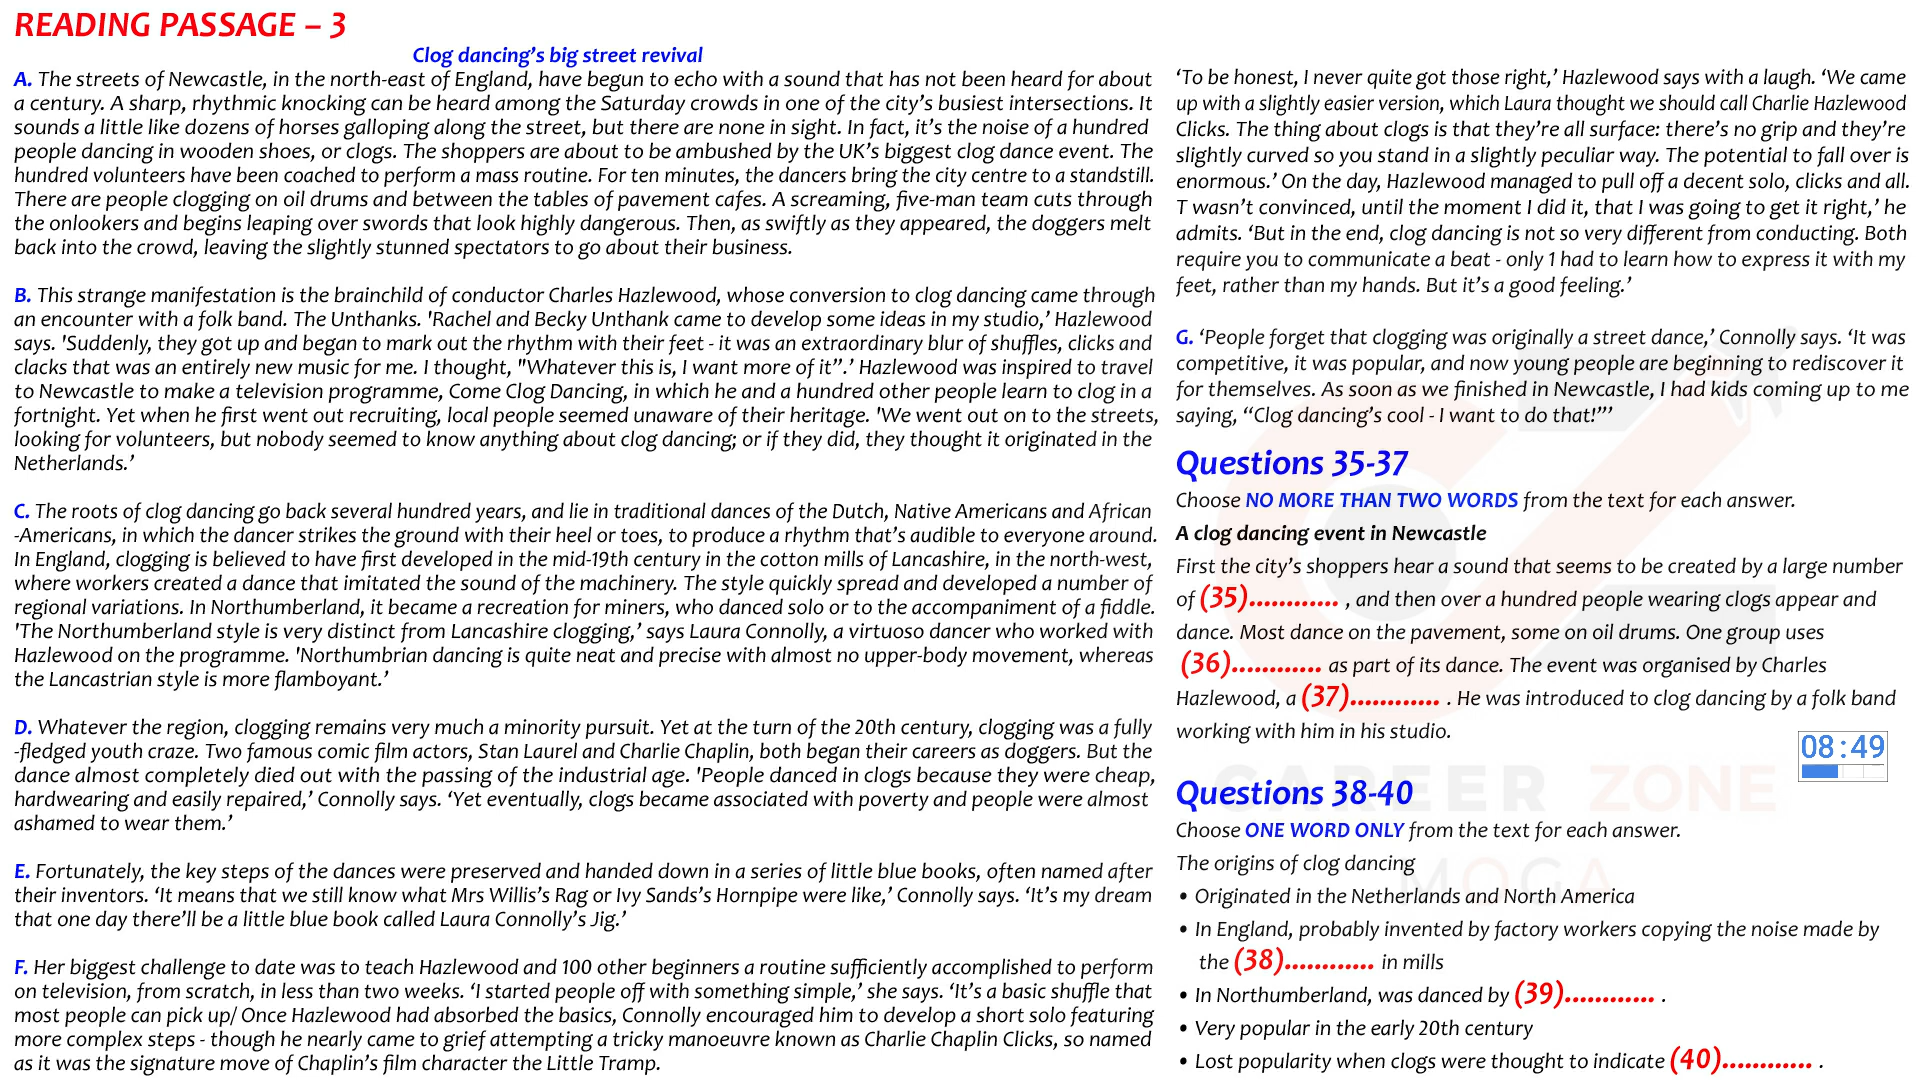 READING PASSAGE – 3
Clog dancing’s big street revival
A. The streets of Newcastle, in the north-east of England, have begun to echo with a sound that has not been heard for about
a century. A sharp, rhythmic knocking can be heard among the Saturday crowds in one of the city’s busiest intersections. It
sounds a little like dozens of horses galloping along the street, but there are none in sight. In fact, it’s the noise of a hundred
people dancing in wooden shoes, or clogs. The shoppers are about to be ambushed by the UK’s biggest clog dance event. The
hundred volunteers have been coached to perform a mass routine. For ten minutes, the dancers bring the city centre to a standstill.
There are people clogging on oil drums and between the tables of pavement cafes. A screaming, five-man team cuts through
the onlookers and begins leaping over swords that look highly dangerous. Then, as swiftly as they appeared, the doggers melt
back into the crowd, leaving the slightly stunned spectators to go about their business.
B. This strange manifestation is the brainchild of conductor Charles Hazlewood, whose conversion to clog dancing came through
an encounter with a folk band. The Unthanks. 'Rachel and Becky Unthank came to develop some ideas in my studio,’ Hazlewood
says. 'Suddenly, they got up and began to mark out the rhythm with their feet - it was an extraordinary blur of shuffles, clicks and
clacks that was an entirely new music for me. I thought, "Whatever this is, I want more of it”.’ Hazlewood was inspired to travel
to Newcastle to make a television programme, Come Clog Dancing, in which he and a hundred other people learn to clog in a
fortnight. Yet when he first went out recruiting, local people seemed unaware of their heritage. 'We went out on to the streets,
looking for volunteers, but nobody seemed to know anything about clog dancing; or if they did, they thought it originated in the
Netherlands.’
C. The roots of clog dancing go back several hundred years, and lie in traditional dances of the Dutch, Native Americans and African
-Americans, in which the dancer strikes the ground with their heel or toes, to produce a rhythm that’s audible to everyone around.
In England, clogging is believed to have first developed in the mid-19th century in the cotton mills of Lancashire, in the north-west,
where workers created a dance that imitated the sound of the machinery. The style quickly spread and developed a number of
regional variations. In Northumberland, it became a recreation for miners, who danced solo or to the accompaniment of a fiddle.
'The Northumberland style is very distinct from Lancashire clogging,’ says Laura Connolly, a virtuoso dancer who worked with
Hazlewood on the programme. 'Northumbrian dancing is quite neat and precise with almost no upper-body movement, whereas
the Lancastrian style is more flamboyant.’
D. Whatever the region, clogging remains very much a minority pursuit. Yet at the turn of the 20th century, clogging was a fully
-fledged youth craze. Two famous comic film actors, Stan Laurel and Charlie Chaplin, both began their careers as doggers. But the
dance almost completely died out with the passing of the industrial age. 'People danced in clogs because they were cheap,
hardwearing and easily repaired,’ Connolly says. ‘Yet eventually, clogs became associated with poverty and people were almost
ashamed to wear them.’
E. Fortunately, the key steps of the dances were preserved and handed down in a series of little blue books, often named after
their inventors. ‘It means that we still know what Mrs Willis’s Rag or Ivy Sands’s Hornpipe were like,’ Connolly says. ‘It’s my dream
that one day there’ll be a little blue book called Laura Connolly’s Jig.’
F. Her biggest challenge to date was to teach Hazlewood and 100 other beginners a routine sufficiently accomplished to perform
on television, from scratch, in less than two weeks. ‘I started people off with something simple,’ she says. ‘It’s a basic shuffle that
most people can pick up/ Once Hazlewood had absorbed the basics, Connolly encouraged him to develop a short solo featuring
more complex steps - though he nearly came to grief attempting a tricky manoeuvre known as Charlie Chaplin Clicks, so named
as it was the signature move of Chaplin’s film character the Little Tramp.
‘To be honest, I never quite got those right,’ Hazlewood says with a laugh. ‘We came
up with a slightly easier version, which Laura thought we should call Charlie Hazlewood
Clicks. The thing about clogs is that they’re all surface: there’s no grip and they’re
slightly curved so you stand in a slightly peculiar way. The potential to fall over is
enormous.’ On the day, Hazlewood managed to pull off a decent solo, clicks and all.
T wasn’t convinced, until the moment I did it, that I was going to get it right,’ he
admits. ‘But in the end, clog dancing is not so very different from conducting. Both
require you to communicate a beat - only 1 had to learn how to express it with my
feet, rather than my hands. But it’s a good feeling.’
G. ‘People forget that clogging was originally a street dance,’ Connolly says. ‘It was
competitive, it was popular, and now young people are beginning to rediscover it
for themselves. As soon as we finished in Newcastle, I had kids coming up to me
saying, “Clog dancing’s cool - I want to do that!”’
Questions 35-37
Choose NO MORE THAN TWO WORDS from the text for each answer.
A clog dancing event in Newcastle
First the city’s shoppers hear a sound that seems to be created by a large number
of (35)............ , and then over a hundred people wearing clogs appear and
dance. Most dance on the pavement, some on oil drums. One group uses
(36)............ as part of its dance. The event was organised by Charles
Hazlewood, a (37)............ . He was introduced to clog dancing by a folk band
working with him in his studio.
08:49
Questions 38-40
Choose ONE WORD ONLY from the text for each answer.
The origins of clog dancing
• Originated in the Netherlands and North America
• In England, probably invented by factory workers copying the noise made by
the (38)............ in mills
• In Northumberland, was danced by (39)............ .
• Very popular in the early 20th century
• Lost popularity when clogs were thought to indicate (40)............ .
CAREER ZONE
MOGA